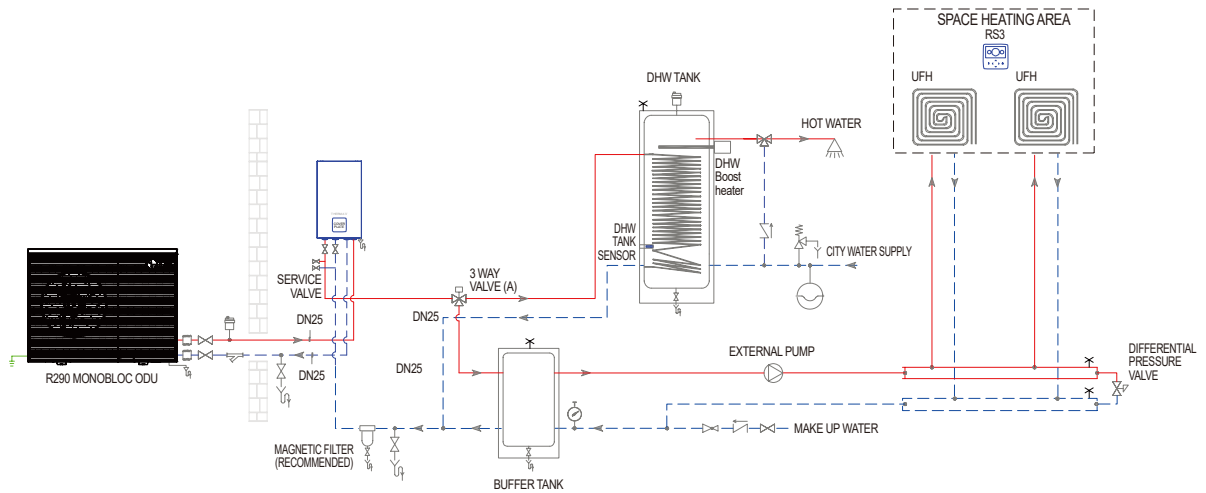 SPACE HEATING AREA
RS3
UFH
UFH
DHW TANK
HOT WATER
DHW
Boost
heater
DHW
TANK
SENSOR
CITY WATER SUPPLY
3 WAY
VALVE (A)
SERVICE
VALVE
DN25
DN25
DN25
DN25
R290 MONOBLOC ODU
EXTERNAL PUMP
DIFFERENTIAL
PRESSURE
VALVE
MAKE UP WATER
MAGNETIC FILTER
(RECOMMENDED)
BUFFER TANK